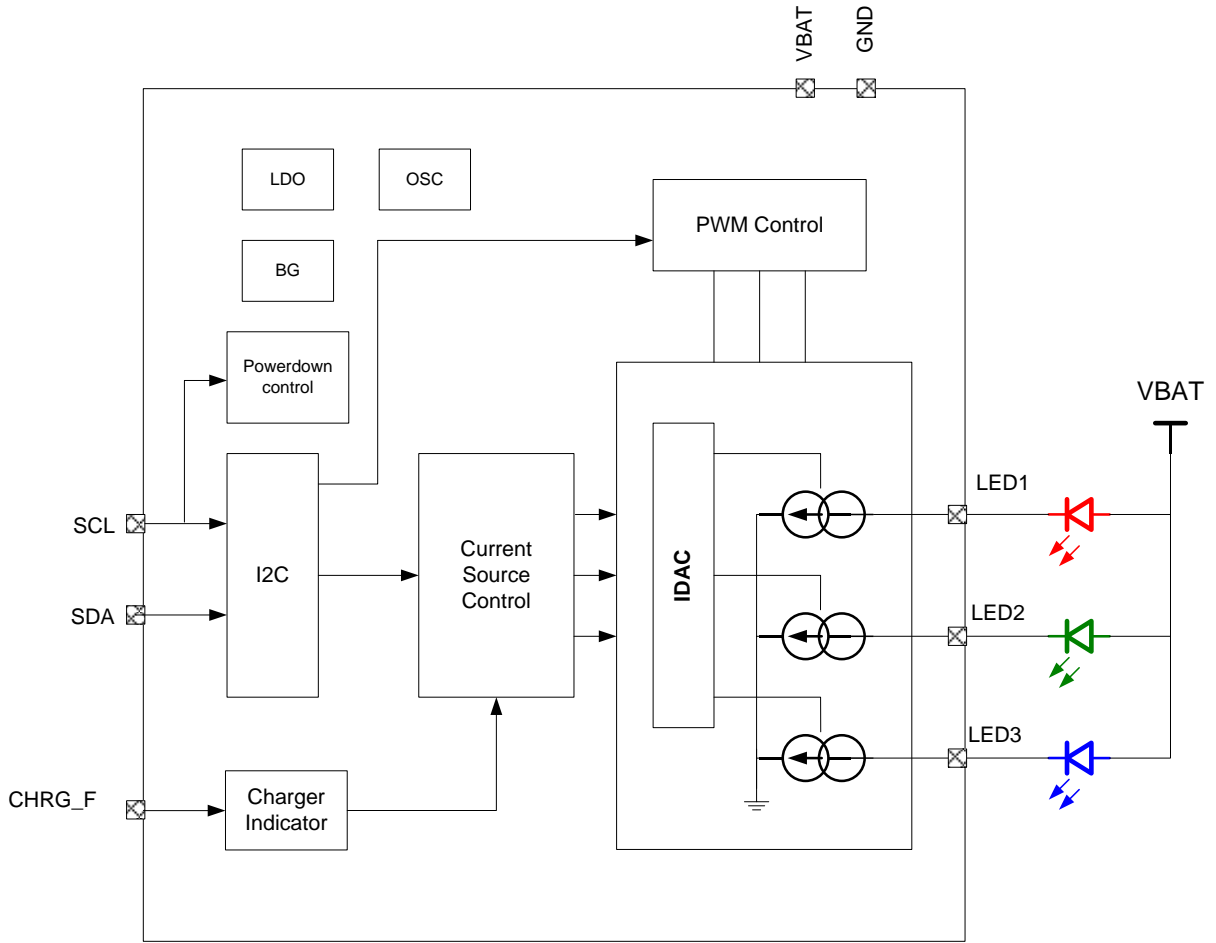 VBAT
GND
LDO
OSC
PWM Control
BG
Powerdown
control
VBAT
LED1
SCL
I2C
Current
Source
Control
IDAC
SDA
LED2
LED3
CHRG_F
Charger
Indicator